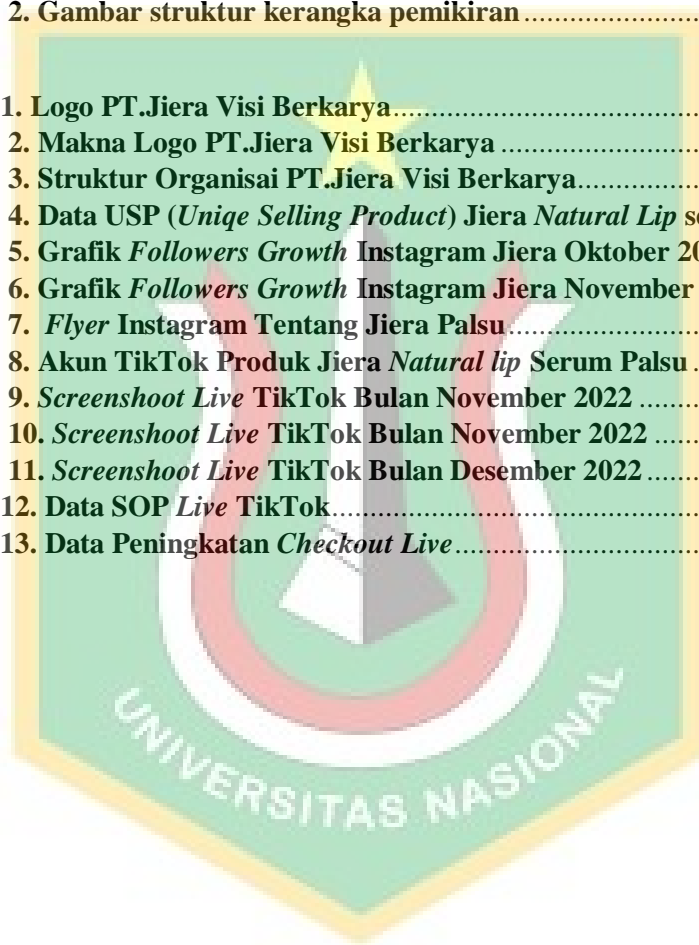 2. Gambar struktur kerangka pemikiran....................
1. Logo PT.Jiera Visi Berkarya....................
2. Makna Logo PT.Jiera Visi Berkarya ....................
3. Struktur Organisai PT.Jiera Visi Berkarya....................
4. Data USP (Uniqe Selling Product) Jiera Natural Lip
5. Grafik Followers Growth Instagram Jiera Oktober
6. Grafik Followers Growth Instagram Jiera November
7. Flyer Instagram Tentang Jiera Palsu....................
8. Akun TikTok Produk Jiera Natural lip Serum Palsu .
9. Screenshoot Live TikTok Bulan November 2022 ........
10. Screenshoot Live TikTok Bulan November 2022 ......
11. Screenshoot Live TikTok Bulan Desember 2022 .......
12. Data SOP Live TikTok....................
13. Data Peningkatan Checkout Live....................
UNIVERSITAS NASIONAL